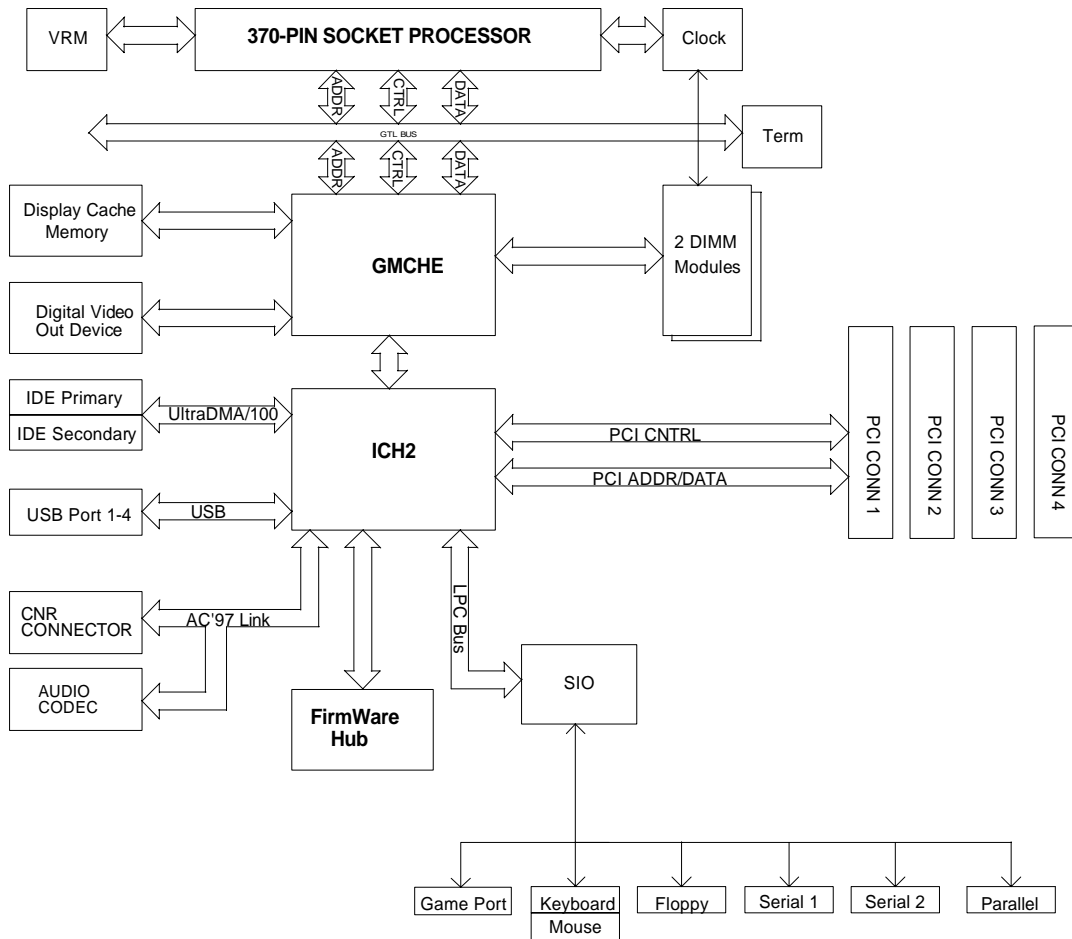 VRM
370-PIN SOCKET PROCESSOR
Clock
ADDR
CTRL
DATA
GTL BUS
Term
ADDR
CTRL
DATA
Display Cache
Memory
GMCHE
2 DIMM
Modules
Digital Video
Out Device
IDE Primary
IDE Secondary
UltraDMA/100
ICH2
PCI CNTRL
PCI ADDR/DATA
PCI CONN 1
PCI CONN 2
PCI CONN 3
PCI CONN 4
USB Port 1-4
USB
CNR
CONNECTOR
AC'97 Link
LPC Bus
AUDIO
CODEC
FirmWare
Hub
SIO
Game Port
Keyboard
Mouse
Floppy
Serial 1
Serial 2
Parallel